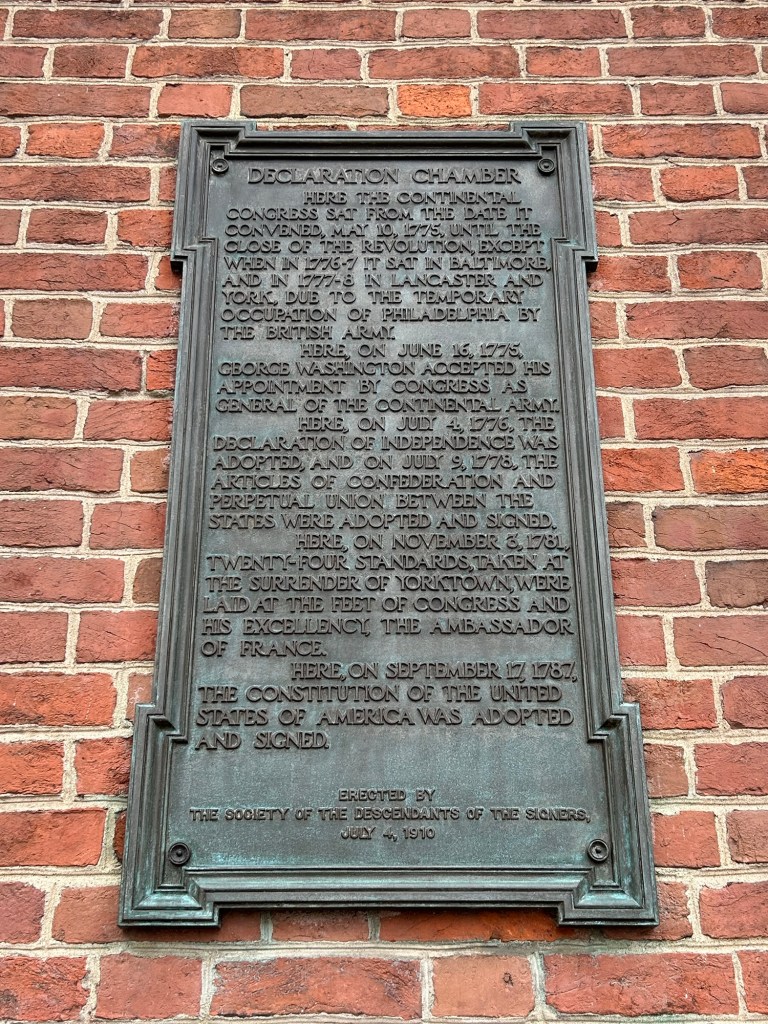 DECLARATION CHAMBER
HERE THE CONTINENTAL
CONGRESS SAT FROM THE DATE IT
CONVENED, MAY 10, 1775, UNTIL THE
CLOSE OF THE REVOLUTION, EXCEPT
WHEN IN 1776-7 IT SAT IN BALTIMORE,
AND IN 1777-8 IN LANCASTER AND
YORK, DUE TO THE TEMPORARY
OCCUPATION OF PHILADELPHIA BY
THE BRITISH ARMY.
HERE, ON JUNE 16, 1775,
GEORGE WASHINGTON ACCEPTED HIS
APPOINTMENT BY CONGRESS AS
GENERAL OF THE CONTINENTAL ARMY.
HERE, ON JULY 4, 1776, THE
DECLARATION OF INDEPENDENCE WAS
ADOPTED, AND ON JULY 9, 1778, THE
ARTICLES OF CONFEDERATION AND
PERPETUAL UNION BETWEEN THE
STATES WERE ADOPTED AND SIGNED.
HERE, ON NOVEMBER 3, 1781,
TWENTY-FOUR STANDARDS, TAKEN AT
THE SURRENDER OF YORKTOWN, WERE
LAID AT THE FEET OF CONGRESS AND
HIS EXCELLENCY, THE AMBASSADOR
OF FRANCE.
HERE, ON SEPTEMBER 17, 1787,
THE CONSTITUTION OF THE UNITED
STATES OF AMERICA WAS ADOPTED
AND SIGNED.
ERECTED BY
THE SOCIETY OF THE DESCENDANTS OF THE SIGNERS,
JULY 4, 1910